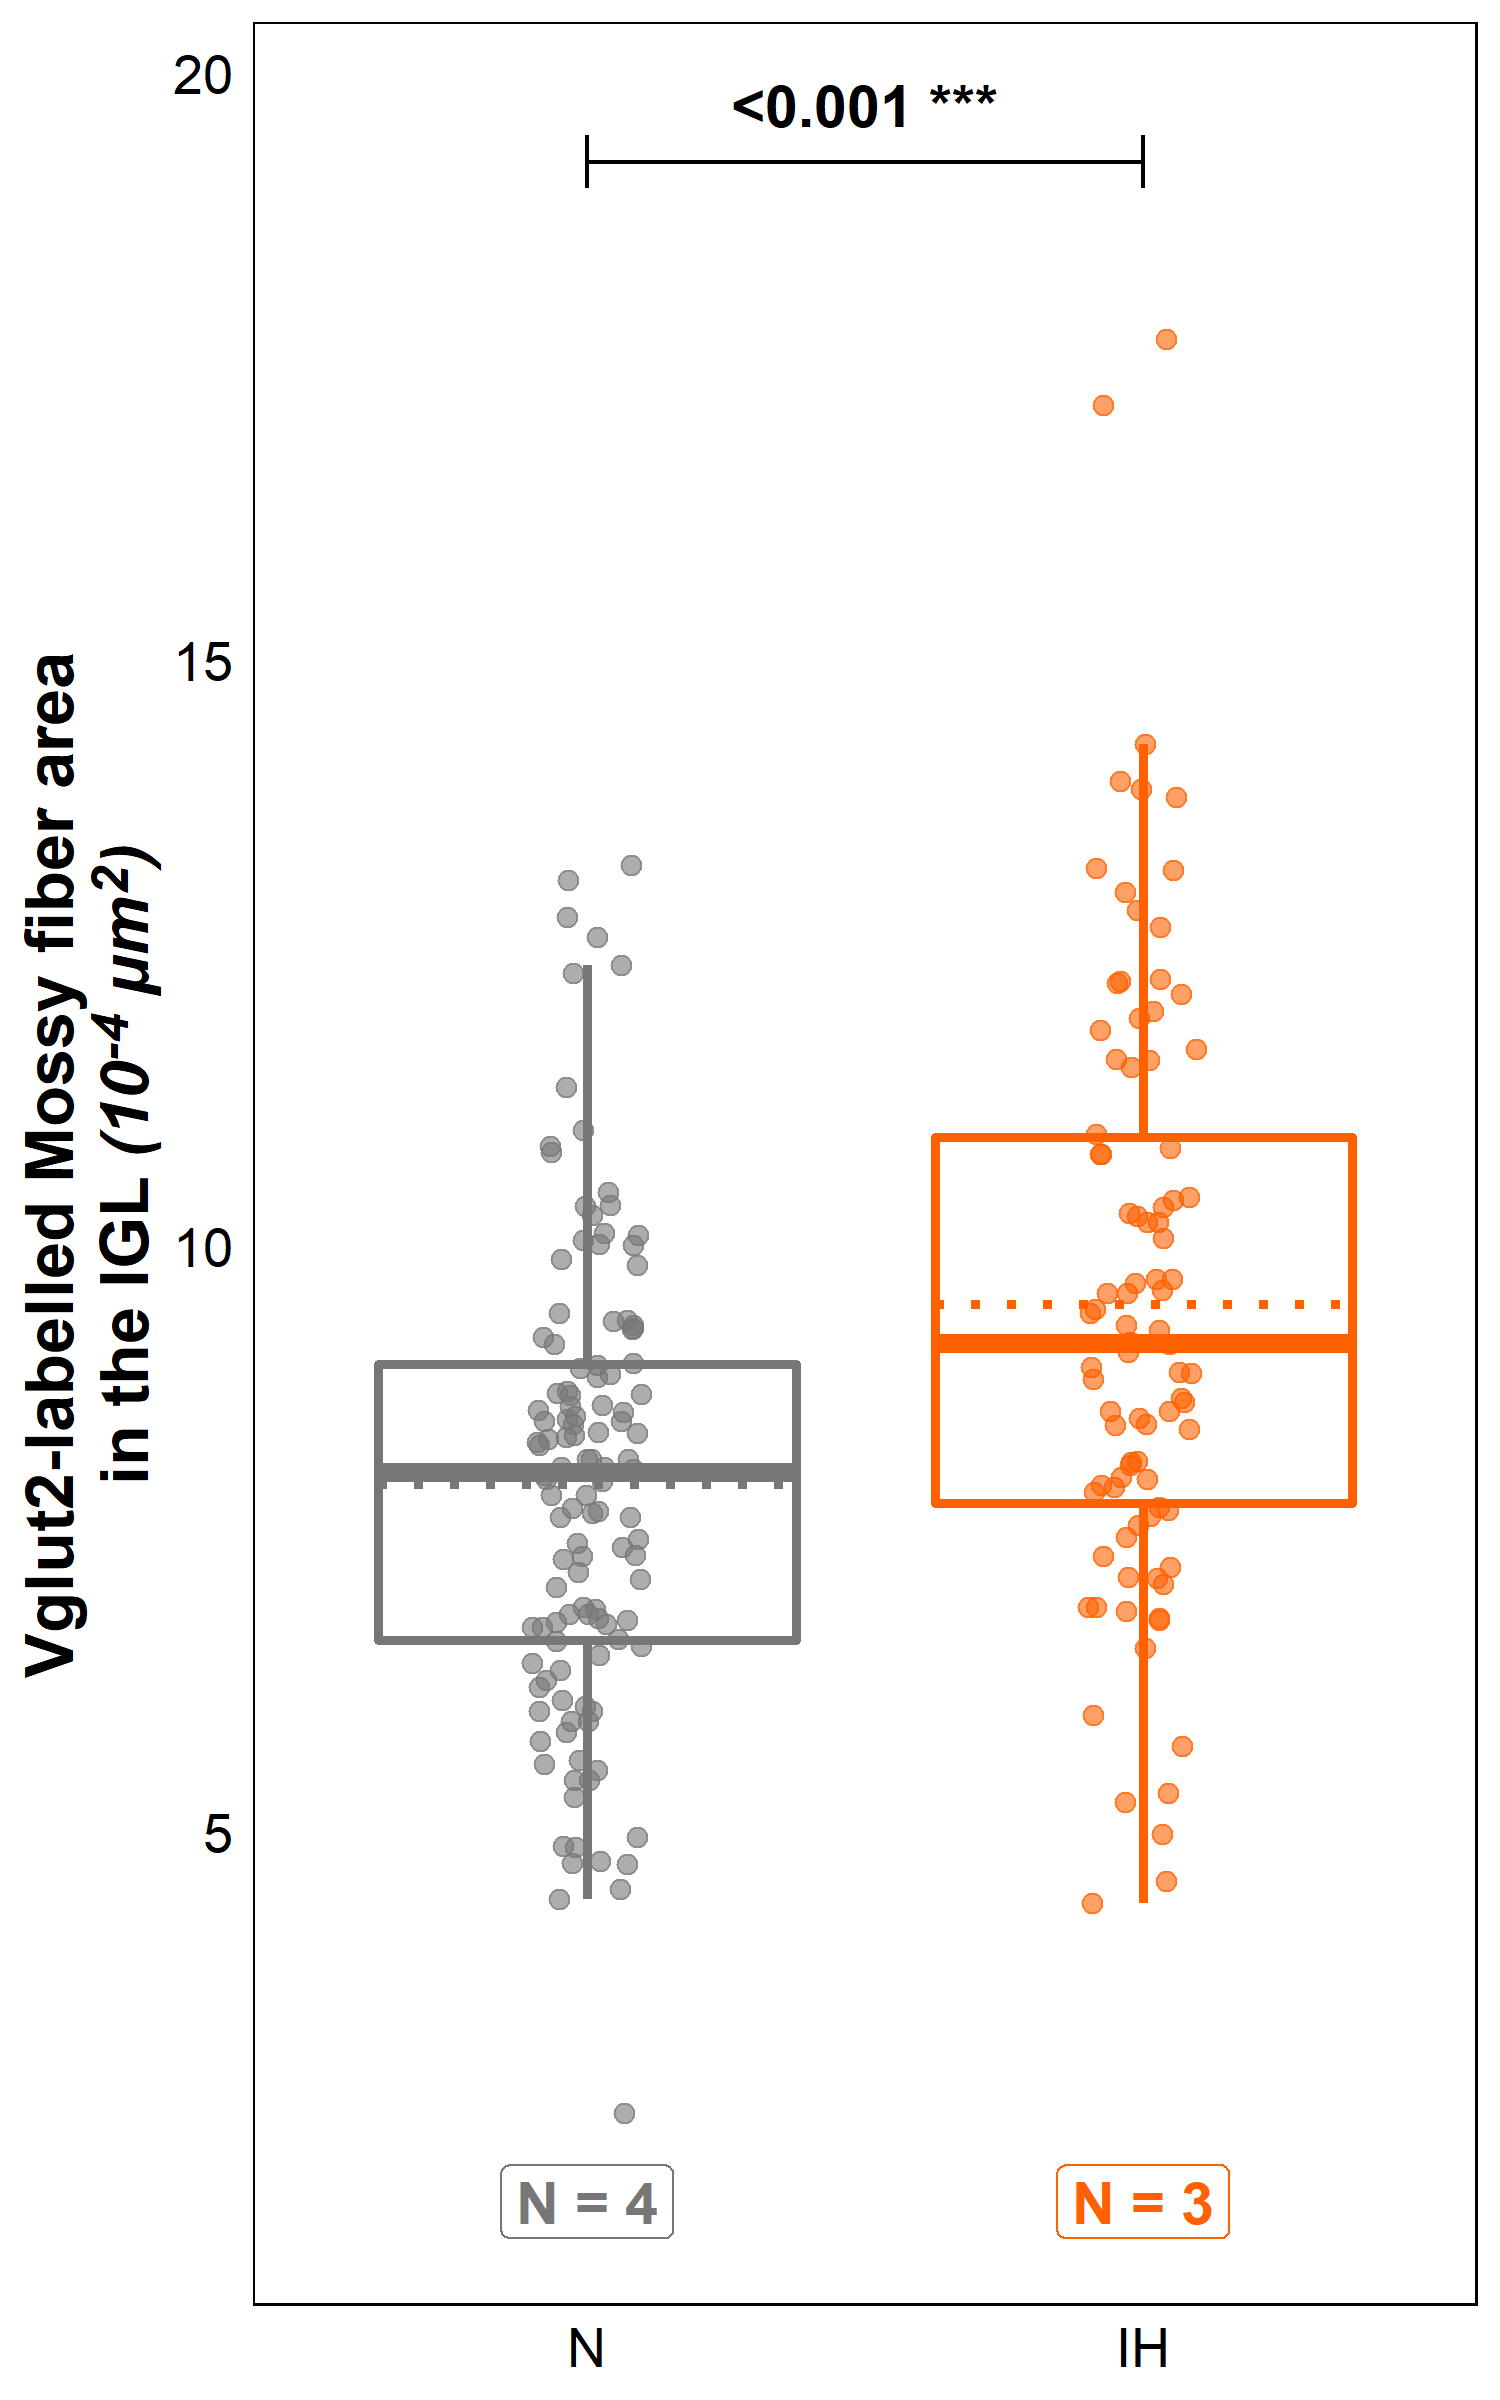 Vglut2-labelled Mossy fiber area
in the IGL (10⁻⁴ µm²)
20
15
10
5
<0.001 ***
N = 4
N = 3
N
IH